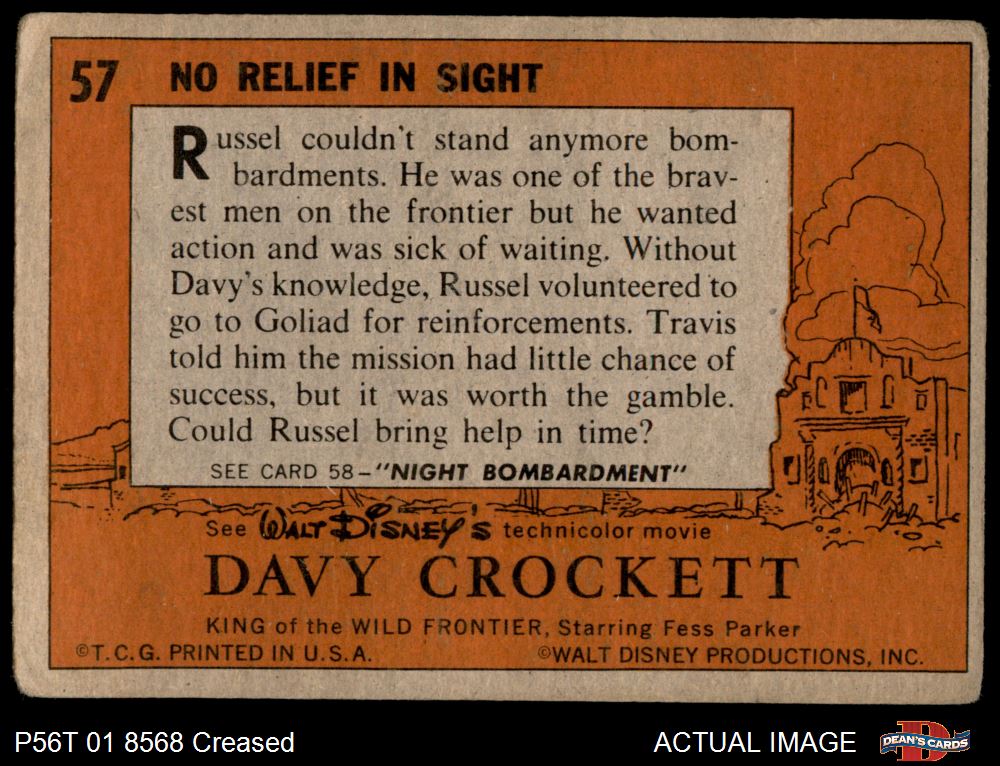 57 NO RELIEF IN SIGHT
Russel couldn't stand anymore bom-
bardments. He was one of the brav-
est men on the frontier but he wanted
action and was sick of waiting. Without
Davy's knowledge, Russel volunteered to
go to Goliad for reinforcements. Travis
told him the mission had little chance of
success, but it was worth the gamble.
Could Russel bring help in time?
SEE CARD 58–"NIGHT BOMBARDMENT"
See WALT DISNEY'S technicolor movie
DAVY CROCKETT
KING of the WILD FRONTIER, Starring Fess Parker
©T.C.G. PRINTED IN U.S.A. ©WALT DISNEY PRODUCTIONS, INC.
P56T 01 8568 Creased ACTUAL IMAGE D DEAN'S CARDS